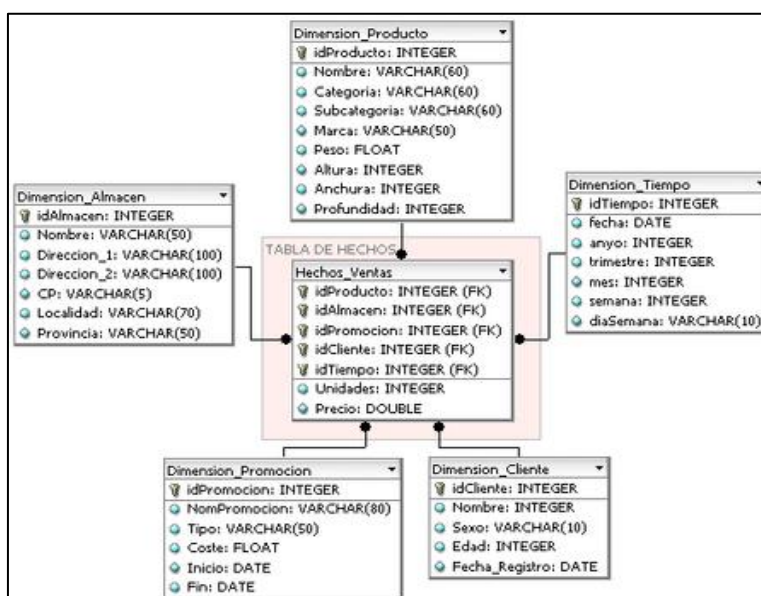 Dimension_Producto
idProducto: INTEGER
Nombre: VARCHAR(60)
Categoria: VARCHAR(60)
Subcategoria: VARCHAR(60)
Marca: VARCHAR(50)
Peso: FLOAT
Altura: INTEGER
Anchura: INTEGER
Profundidad: INTEGER
Dimension_Almacen
idAlmacen: INTEGER
Nombre: VARCHAR(50)
Direccion_1: VARCHAR(100)
Direccion_2: VARCHAR(100)
CP: VARCHAR(5)
Localidad: VARCHAR(70)
Provincia: VARCHAR(50)
TABLA DE HECHOS
Hechos_Ventas
idProducto: INTEGER (FK)
idAlmacen: INTEGER (FK)
idPromocion: INTEGER (FK)
idCliente: INTEGER (FK)
idTiempo: INTEGER (FK)
Unidades: INTEGER
Precio: DOUBLE
Dimension_Tiempo
idTiempo: INTEGER
fecha: DATE
anyo: INTEGER
trimestre: INTEGER
mes: INTEGER
semana: INTEGER
diaSemana: VARCHAR(10)
Dimension_Promocion
idPromocion: INTEGER
NomPromocion: VARCHAR(80)
Tipo: VARCHAR(50)
Coste: FLOAT
Inicio: DATE
Fin: DATE
Dimension_Cliente
idCliente: INTEGER
Nombre: INTEGER
Sexo: VARCHAR(10)
Edad: INTEGER
Fecha_Registro: DATE